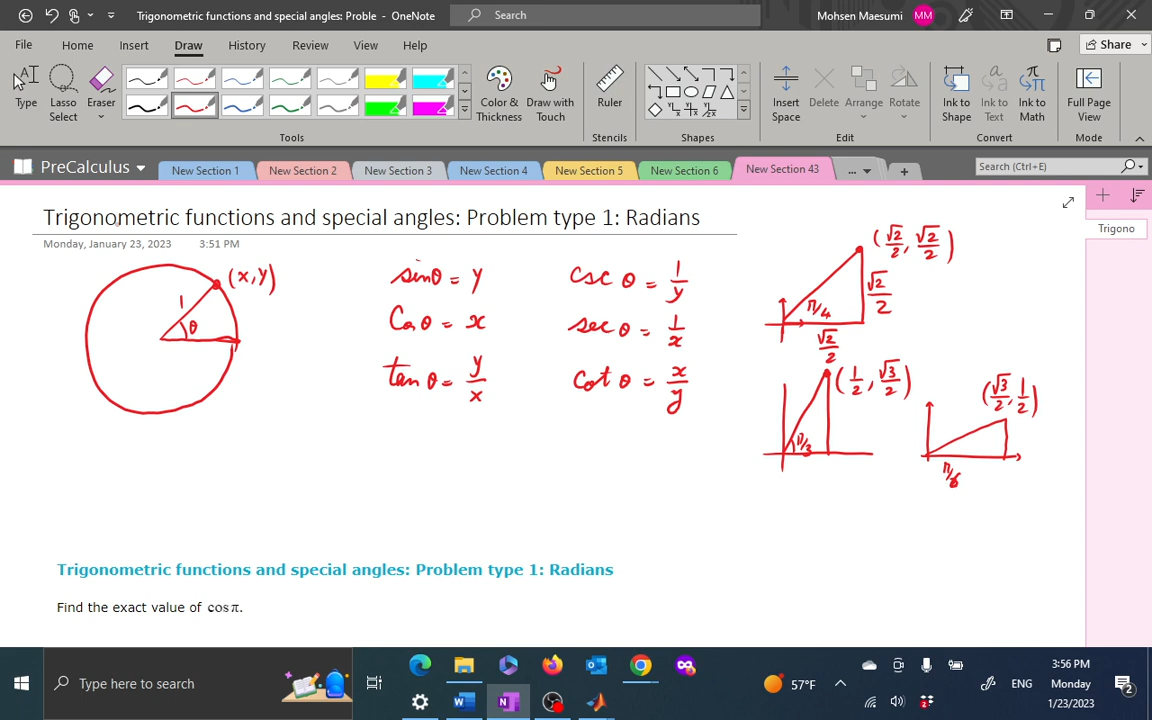 Trigonometric functions and special angles: Proble - OneNote
Search
Mohsen Maesumi
MM
File Home Insert Draw History Review View Help
Share
Type
Lasso Select
Eraser
Color & Thickness
Draw with Touch
Ruler
Insert Space
Delete
Arrange
Rotate
Ink to Shape
Ink to Text
Ink to Math
Full Page View
Tools
Stencils
Shapes
Edit
Convert
Mode
PreCalculus
New Section 1
New Section 2
New Section 3
New Section 4
New Section 5
New Section 6
New Section 43
...
Search (Ctrl+E)
Trigono
Trigonometric functions and special angles: Problem type 1: Radians
Monday, January 23, 2023 3:51 PM
(x,y)
1
θ
sinθ = y
Cosθ = x
tanθ = y/x
csc θ = 1/y
sec θ = 1/x
cot θ = x/y
(√2/2, √2/2)
√2/2
π/4
√2/2
(1/2, √3/2)
π/3
(√3/2, 1/2)
π/6
Trigonometric functions and special angles: Problem type 1: Radians
Find the exact value of cos π.
Type here to search
57°F
ENG
3:56 PM
Monday
1/23/2023
2